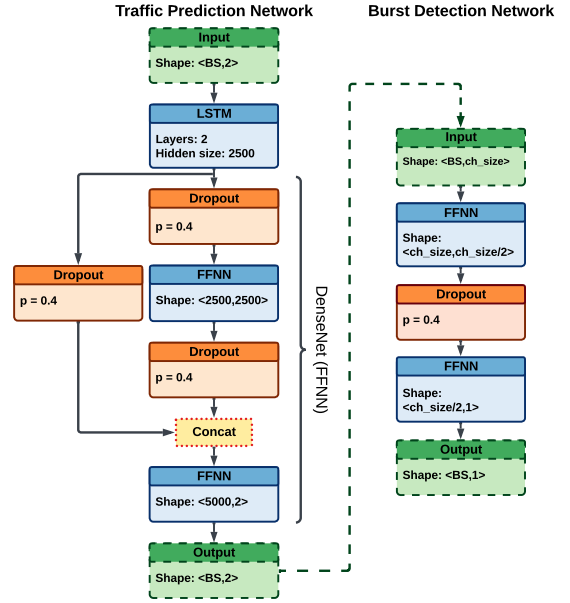 Traffic Prediction Network
Input
Shape: <BS,2>
LSTM
Layers: 2
Hidden size: 2500
Dropout
p = 0.4
Dropout
p = 0.4
FFNN
Shape: <2500,2500>
Dropout
p = 0.4
Concat
FFNN
Shape: <5000,2>
Output
Shape: <BS,2>
DenseNet (FFNN)
Burst Detection Network
Input
Shape: <BS,ch_size>
FFNN
Shape:
<ch_size,ch_size/2>
Dropout
p = 0.4
FFNN
Shape:
<ch_size/2,1>
Output
Shape: <BS,1>